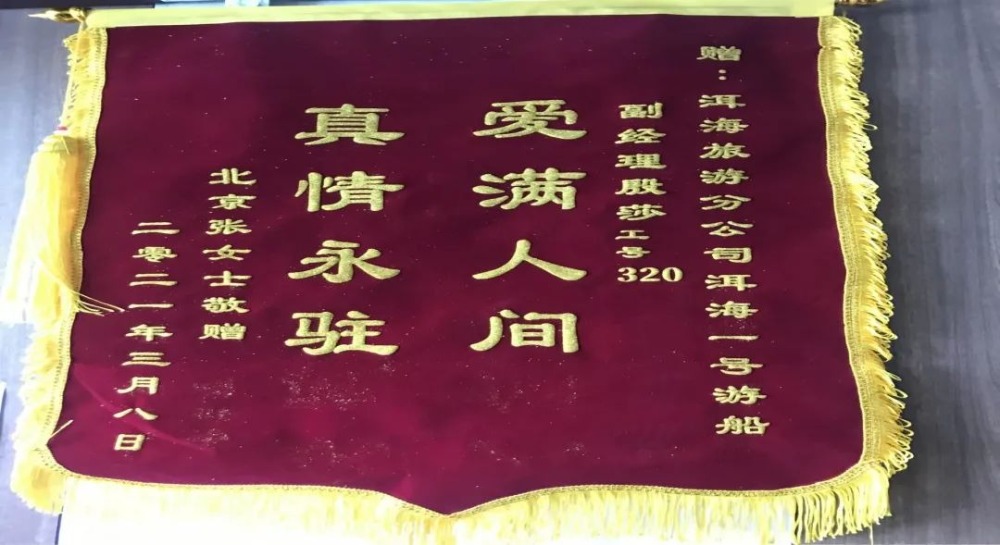 赠：洱海旅游分公司洱海一号游船
副经理殷莎工号320
爱满人间
真情永驻
北京张女士敬赠
二零二一年三月八日